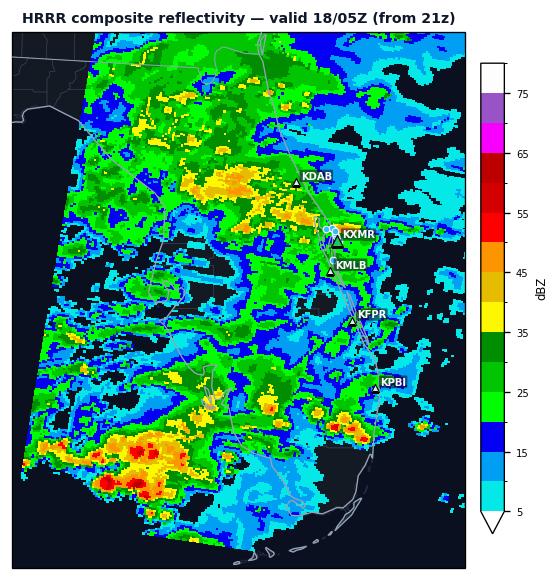 HRRR composite reflectivity — valid 18/05Z (from 21z)
KDAB
KXMR
KMLB
KFPR
KPBI
75
65
55
45
35
25
15
5
dBZ